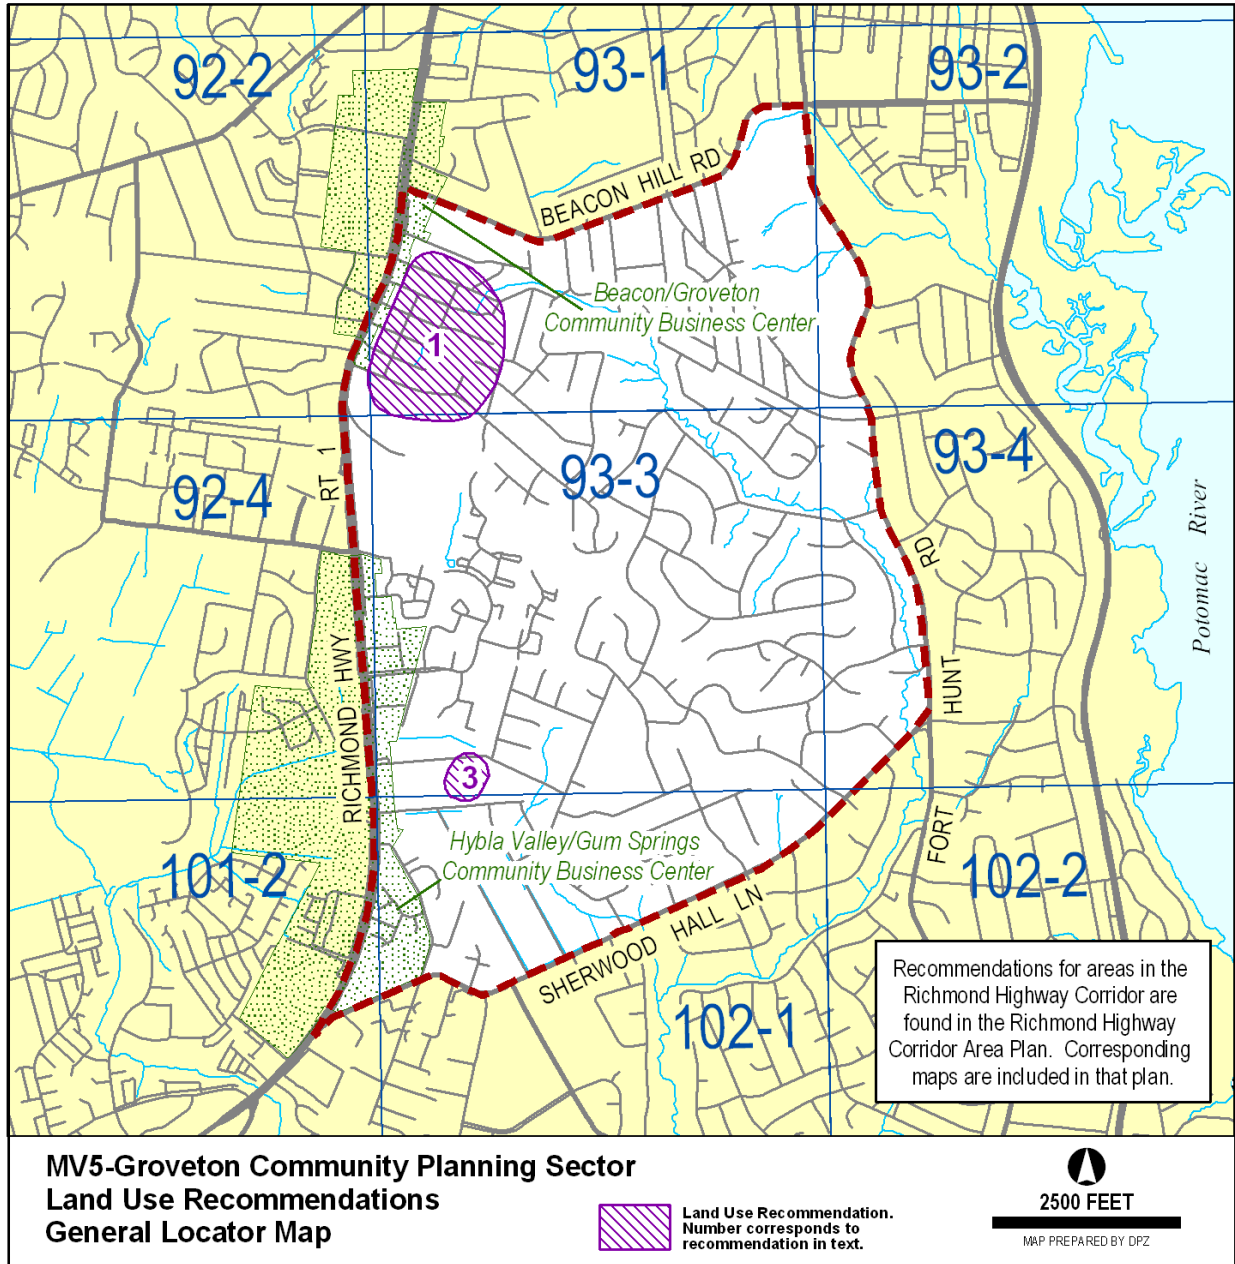 92-2
93-1
93-2
BEACON HILL RD
Beacon/Groveton
Community Business Center
1
RT 1
92-4
93-3
93-4
Potomac River
RD
HUNT
FORT
RICHMOND HWY
3
Hybla Valley/Gum Springs
Community Business Center
101-2
102-2
SHERWOOD HALL LN
102-1
Recommendations for areas in the
Richmond Highway Corridor are
found in the Richmond Highway
Corridor Area Plan. Corresponding
maps are included in that plan.
MV5-Groveton Community Planning Sector
Land Use Recommendations
General Locator Map
Land Use Recommendation.
Number corresponds to
recommendation in text.
2500 FEET
MAP PREPARED BY DPZ